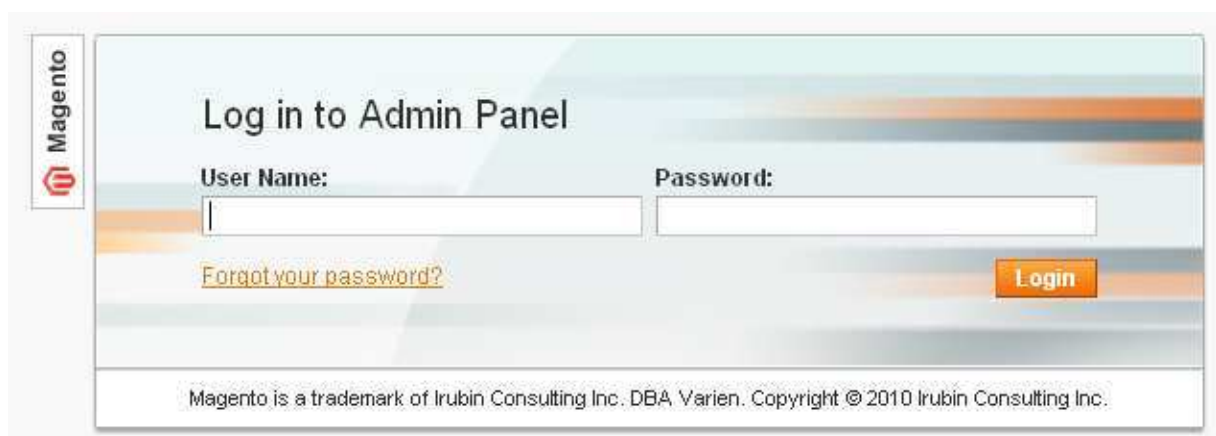 Magento
Log in to Admin Panel
User Name:
Password:
Forgot your password?
Login
Magento is a trademark of Irubin Consulting Inc. DBA Varien. Copyright © 2010 Irubin Consulting Inc.